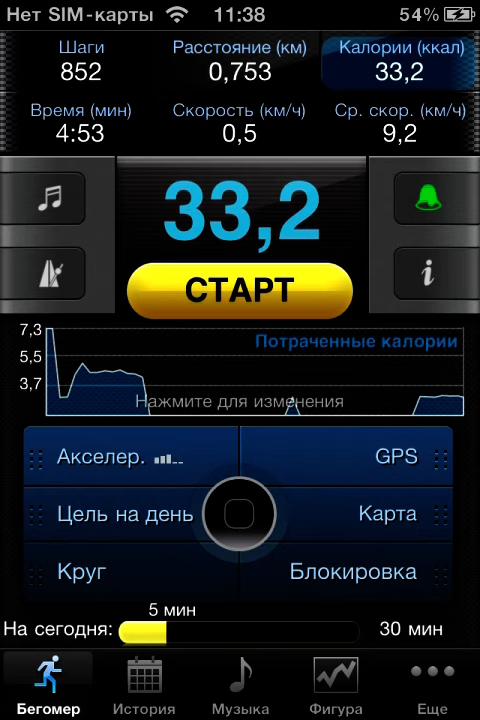 Нет SIM-карты 11:38 54%
Шаги Расстояние (км) Калории (ккал)
852 0,753 33,2
Время (мин) Скорость (км/ч) Ср. скор. (км/ч)
4:53 0,5 9,2
33,2
СТАРТ
7,3
Потраченные калории
5,5
3,7
Нажмите для изменения
Акселер. GPS
Цель на день Карта
Круг Блокировка
5 мин
На сегодня: 30 мин
Бегомер История Музыка Фигура Еще